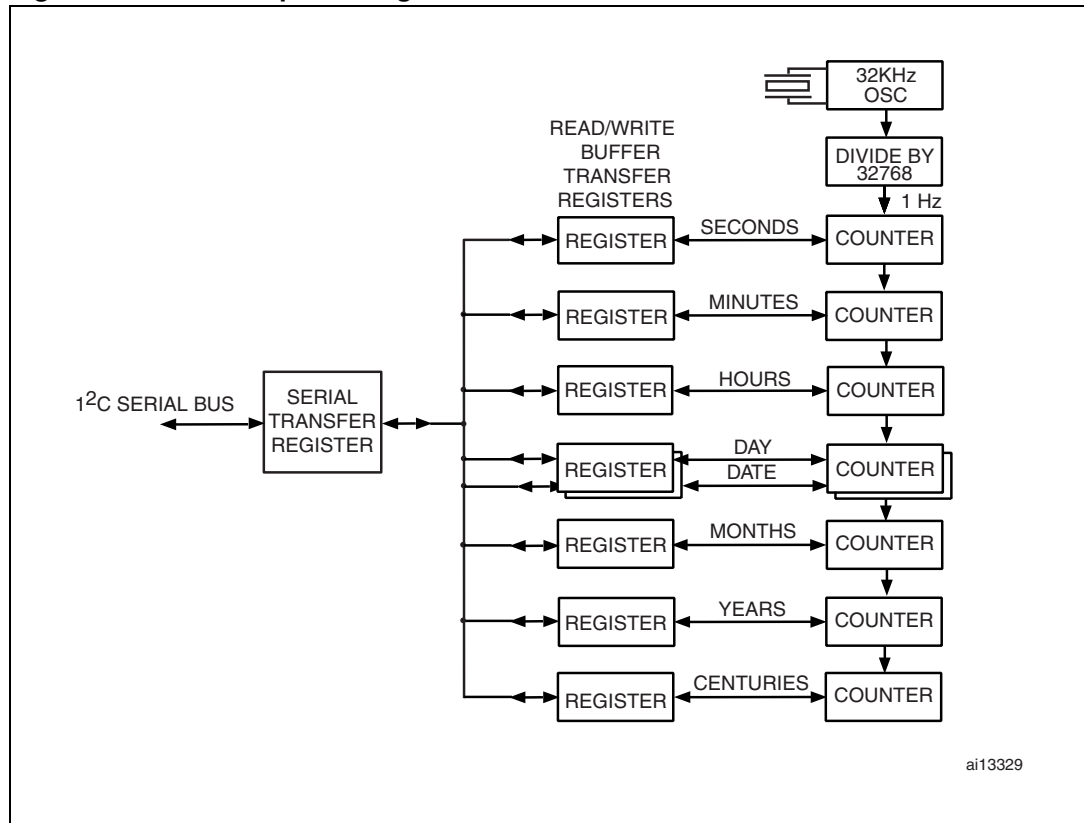 32KHz
OSC
READ/WRITE
BUFFER
TRANSFER
REGISTERS
DIVIDE BY
32768
1 Hz
REGISTER
SECONDS
COUNTER
REGISTER
MINUTES
COUNTER
REGISTER
HOURS
COUNTER
1²C SERIAL BUS
SERIAL
TRANSFER
REGISTER
REGISTER
DAY
DATE
COUNTER
REGISTER
MONTHS
COUNTER
REGISTER
YEARS
COUNTER
REGISTER
CENTURIES
COUNTER
ai13329